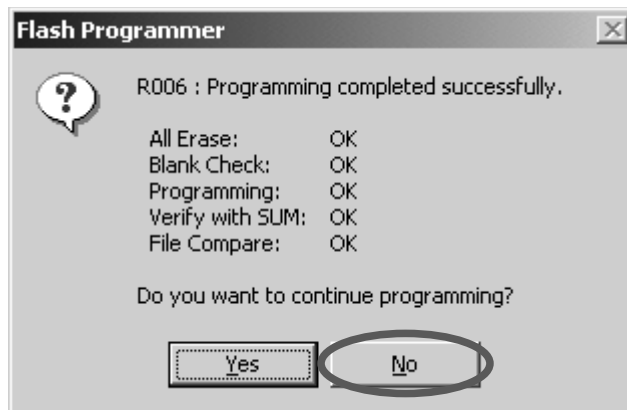 Flash Programmer
R006 : Programming completed successfully.
All Erase: OK
Blank Check: OK
Programming: OK
Verify with SUM: OK
File Compare: OK
Do you want to continue programming?
Yes No